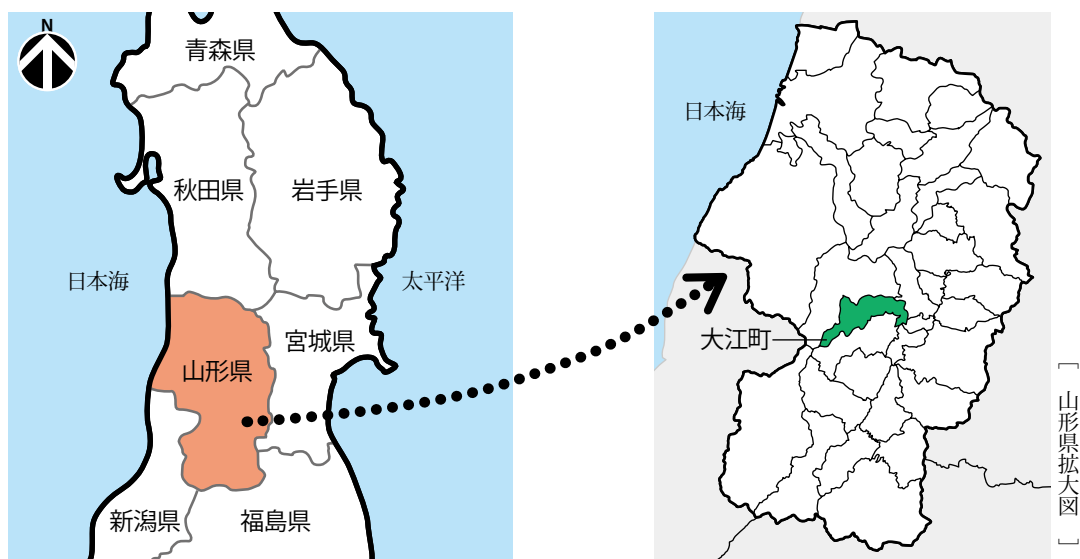 N
青森県
秋田県
岩手県
日本海
太平洋
宮城県
山形県
新潟県
福島県
日本海
大江町
［ 山形県拡大図 ］